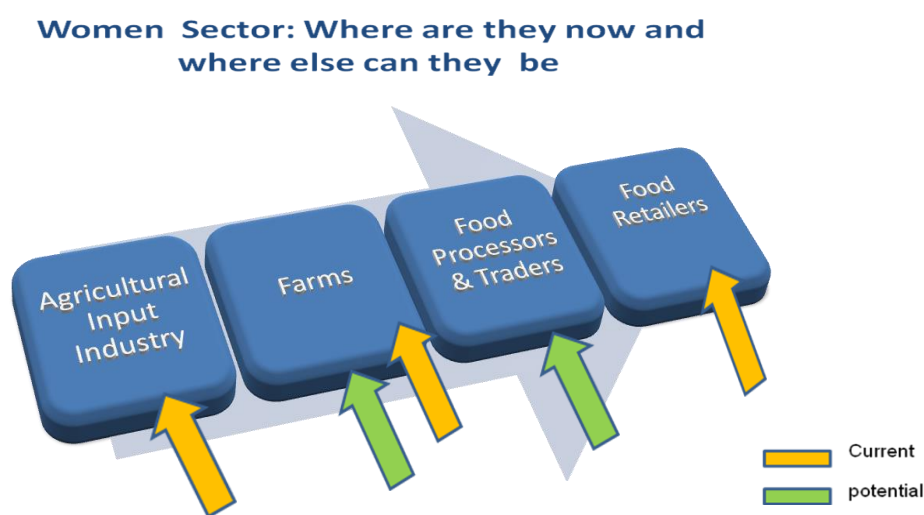 Women Sector: Where are they now and
where else can they be
Agricultural
Input
Industry
Farms
Food
Processors
& Traders
Food
Retailers
Current
potential